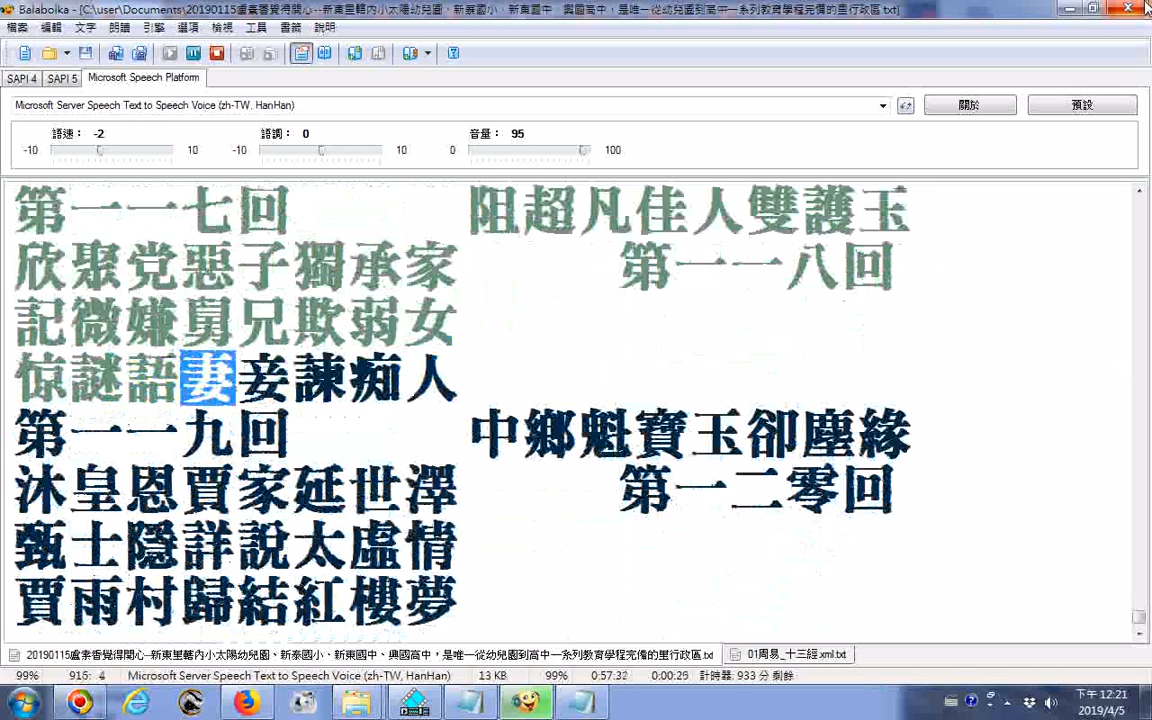 Balabolka - [C:\user\Documents\20190115盧素香覺得開心--新東里轄內小太陽幼兒園、新泰國小、新東國中、興國高中，是唯一從幼兒園到高中一系列教育學程完備的里行政區.txt]
檔案 編輯 文字 朗讀 引擎 選項 檢視 工具 書籤 說明
SAPI 4 SAPI 5 Microsoft Speech Platform
Microsoft Server Speech Text to Speech Voice (zh-TW, HanHan) 關於 預設
語速： -2 語調： 0 音量： 95
-10 10 -10 10 0 100
第一一七回 阻超凡佳人雙護玉
欣聚党惡子獨承家 第一一八回
記微嫌舅兄欺弱女
惊謎語妻妾諫痴人
第一一九回 中鄉魁寶玉卻塵緣
沐皇恩賈家延世澤 第一二零回
甄士隱詳說太虛情
賈雨村歸結紅樓夢
20190115盧素香覺得開心--新東里轄內小太陽幼兒園、新泰國小、新東國中、興國高中，是唯一從幼兒園到高中一系列教育學程完備的里行政區.txt 01周易_十三經.xml.txt
99% 915: 4 Microsoft Server Speech Text to Speech Voice (zh-TW, HanHan) 13 KB 99% 0:57:32 0:00:29 計時器: 933 分 剩餘
下午 12:21
2019/4/5